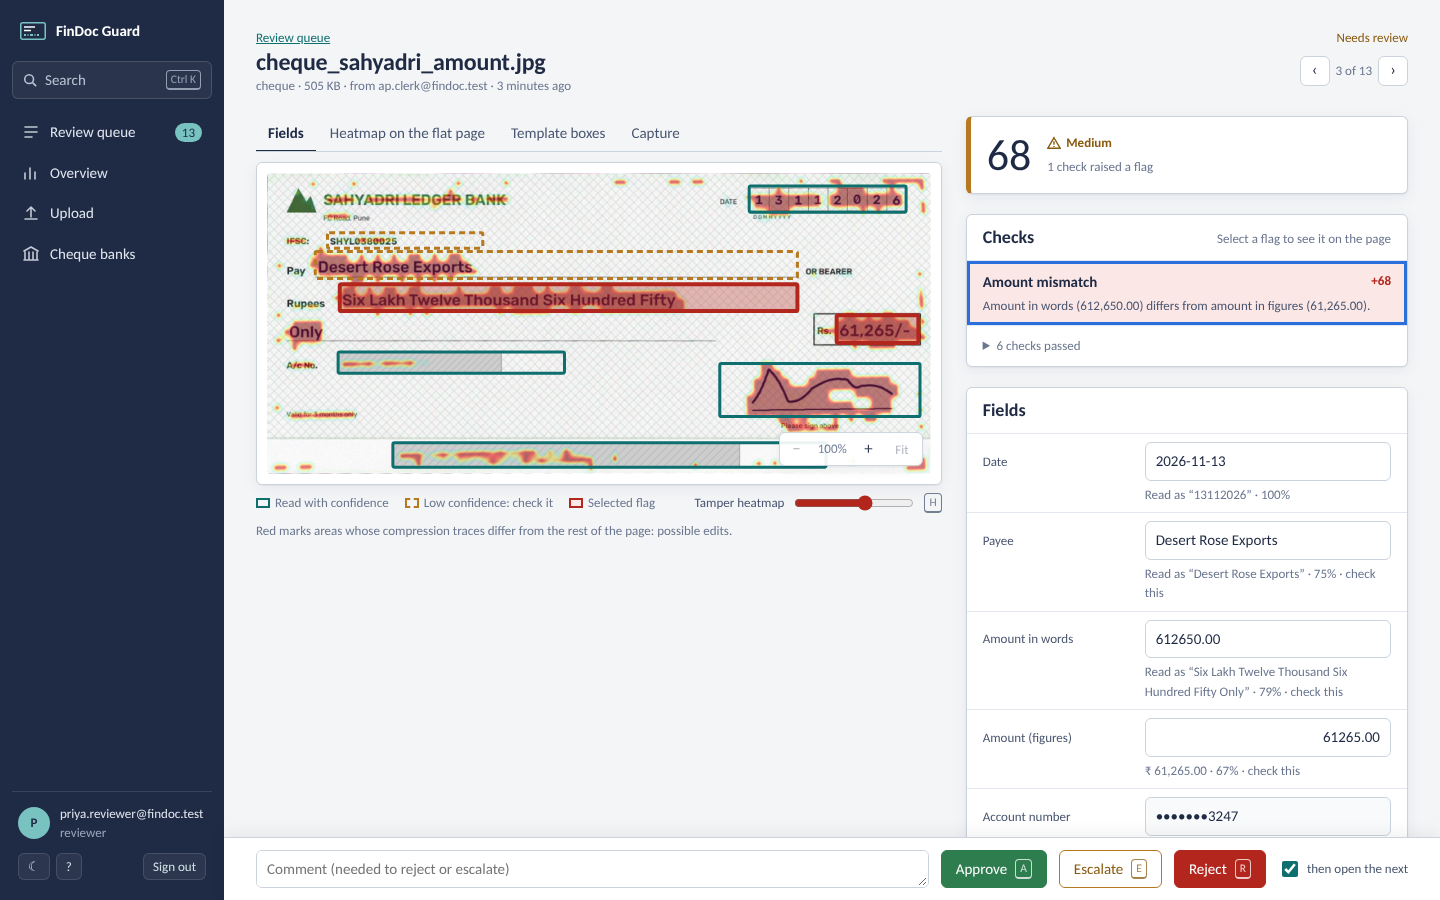 FinDoc Guard
Search Ctrl K
Review queue 13
Overview
Upload
Cheque banks
priya.reviewer@findoc.test
P
reviewer
☾ ? Sign out
Review queue
cheque_sahyadri_amount.jpg
cheque · 505 KB · from ap.clerk@findoc.test · 3 minutes ago
Needs review
‹ 3 of 13 ›
Fields Heatmap on the flat page Template boxes Capture
SAHYADRI LEDGER BANK
FC Road, Pune
DATE 1 3 1 1 2 0 2 6
D D M M Y Y Y Y
IFSC: SHYL0380025
Pay Desert Rose Exports OR BEARER
Rupees Six Lakh Twelve Thousand Six Hundred Fifty
Only Rs. 61,265/-
A/c No.
Valid for 3 months only
Please sign above
− 100% + Fit
Read with confidence Low confidence: check it Selected flag Tamper heatmap H
Red marks areas whose compression traces differ from the rest of the page: possible edits.
68 Medium
1 check raised a flag
Checks Select a flag to see it on the page
Amount mismatch +68
Amount in words (612,650.00) differs from amount in figures (61,265.00).
6 checks passed
Fields
Date 2026-11-13
Read as “13112026” · 100%
Payee Desert Rose Exports
Read as “Desert Rose Exports” · 75% · check
this
Amount in words 612650.00
Read as “Six Lakh Twelve Thousand Six
Hundred Fifty Only” · 79% · check this
Amount (figures) 61265.00
₹ 61,265.00 · 67% · check this
Account number •••••••3247
Comment (needed to reject or escalate)
Approve A Escalate E Reject R then open the next